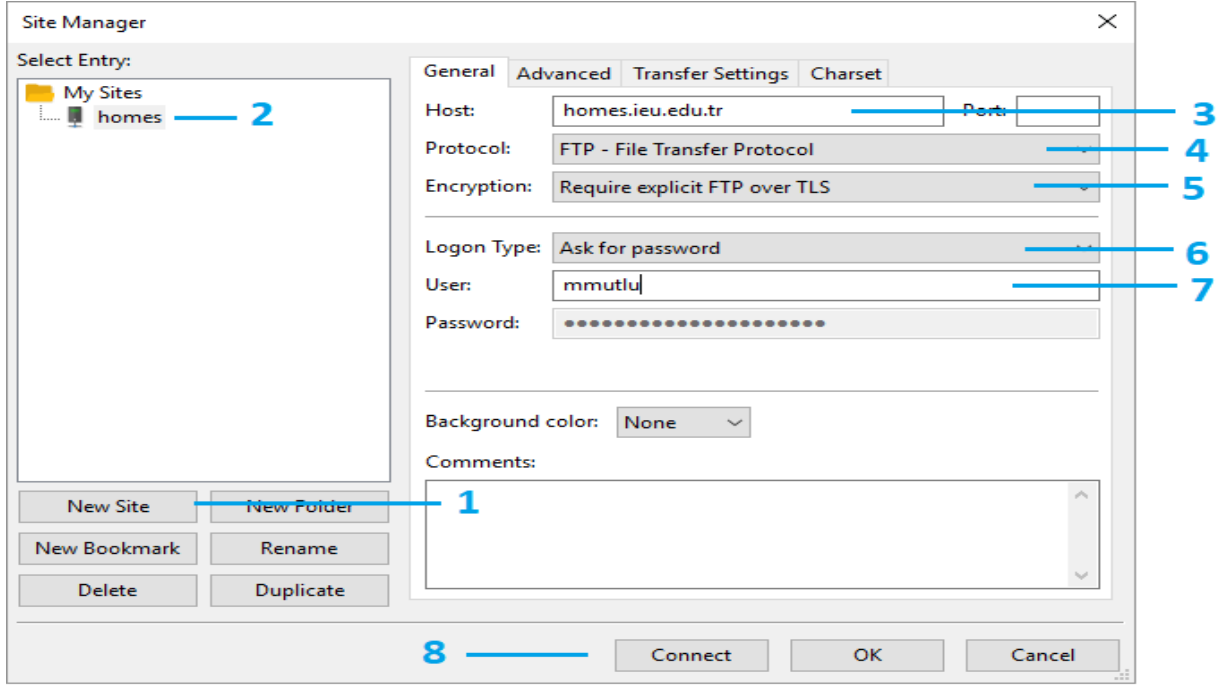 Site Manager
Select Entry:
My Sites
homes
2
General Advanced Transfer Settings Charset
Host: homes.ieu.edu.tr Port: 3
Protocol: FTP - File Transfer Protocol 4
Encryption: Require explicit FTP over TLS 5
Logon Type: Ask for password 6
User: mmutlu 7
Password: •••••••••••••••••••••
Background color: None
Comments:
New Site New Folder 1
New Bookmark Rename
Delete Duplicate
8 Connect OK Cancel